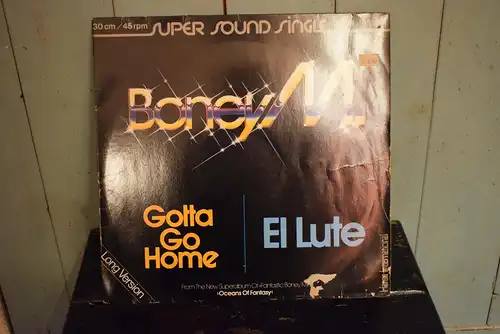 30 cm / 45 rpm
SUPER SOUND SINGLE
Boney M.
Gotta
Go
Home
El Lute
Long Version
From The New Superalbum Of »Fantastic Boney M.«
»Oceans Of Fantasy«